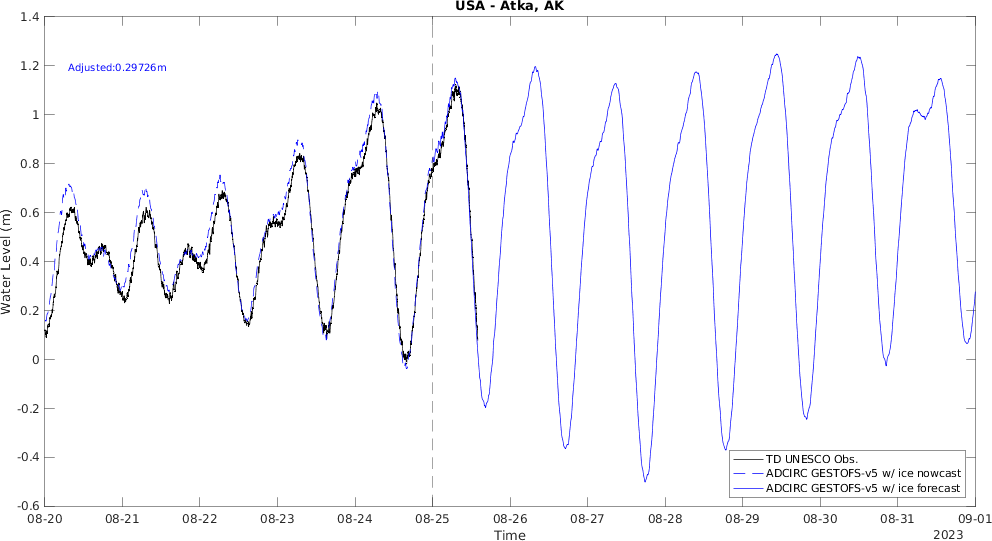 USA - Atka, AK
1.4
1.2
1
0.8
0.6
0.4
0.2
0
-0.2
-0.4
-0.6
Water Level (m)
Adjusted:0.29726m
TD UNESCO Obs.
ADCIRC GESTOFS-v5 w/ ice nowcast
ADCIRC GESTOFS-v5 w/ ice forecast
08-20 08-21 08-22 08-23 08-24 08-25 08-26 08-27 08-28 08-29 08-30 08-31 09-01
Time
2023